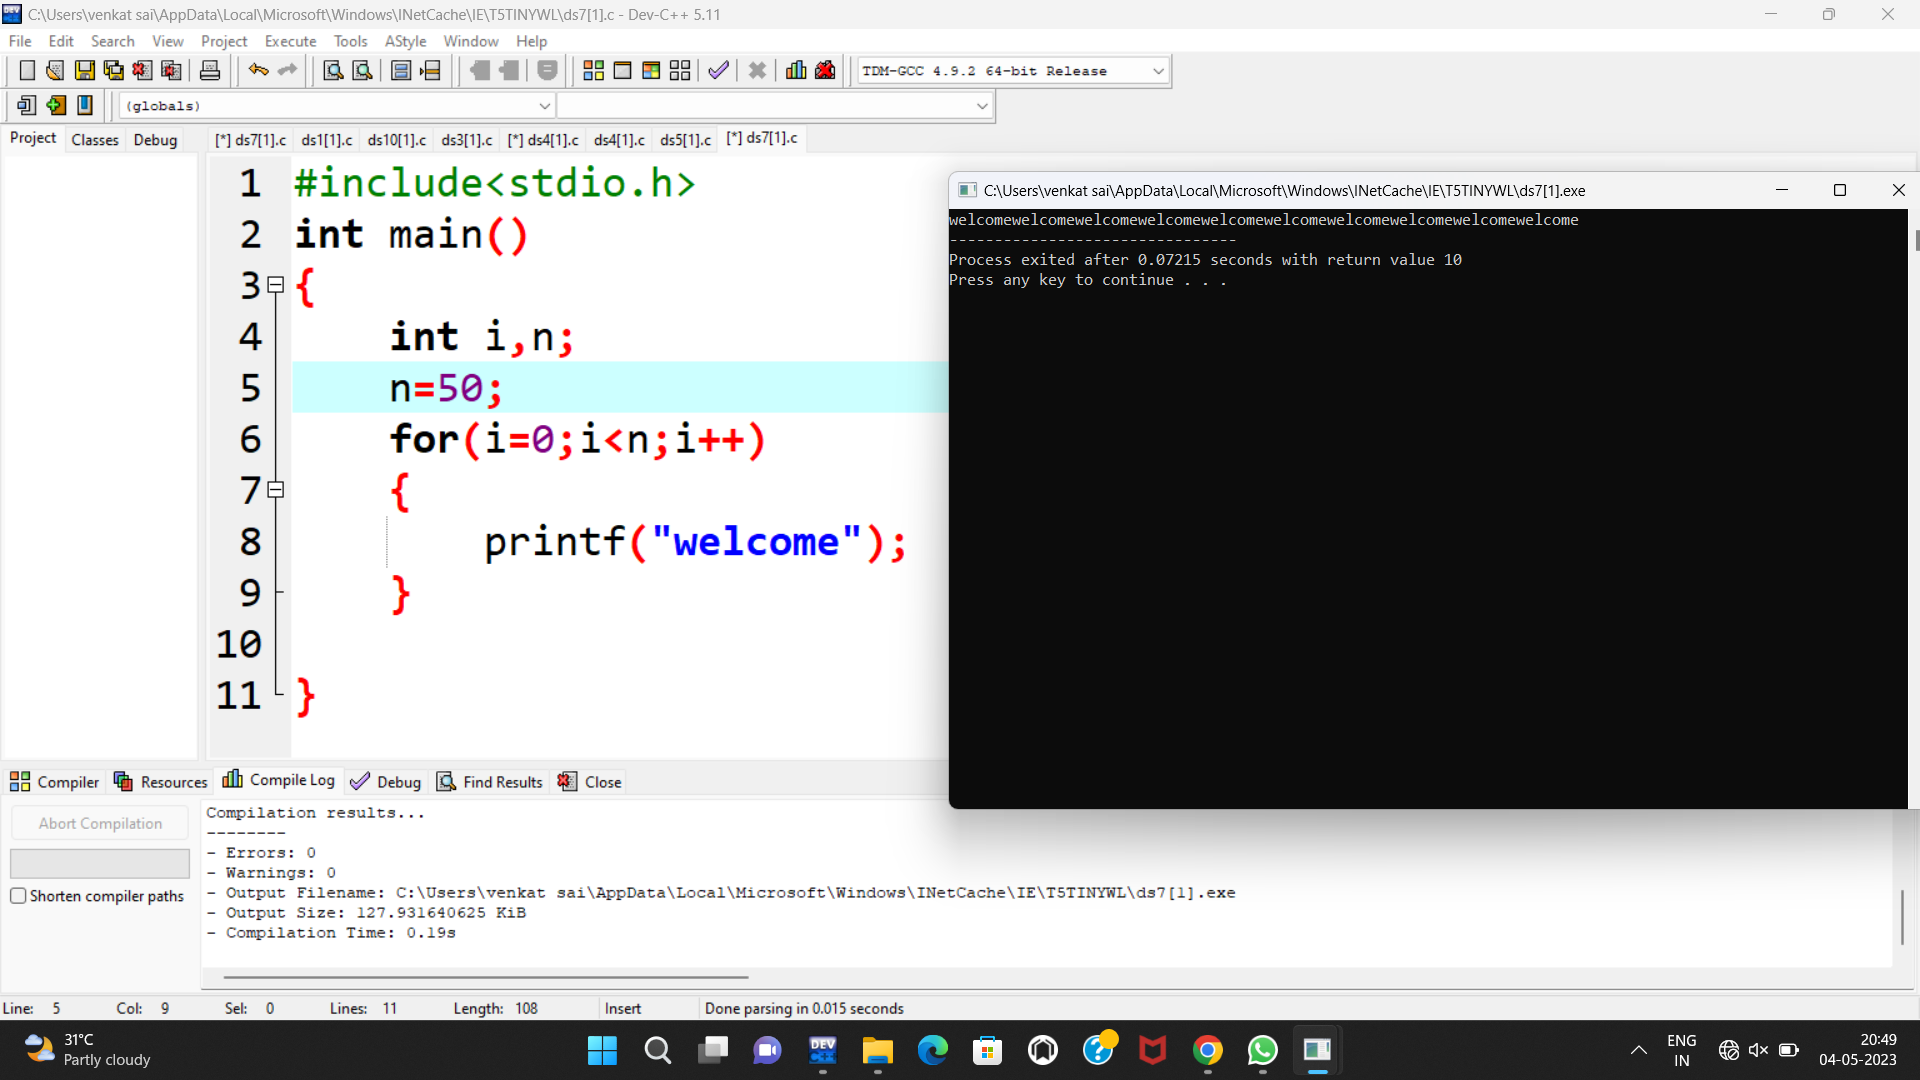 C:\Users\venkat sai\AppData\Local\Microsoft\Windows\INetCache\IE\T5TINYWL\ds7[1].c - Dev-C++ 5.11
File Edit Search View Project Execute Tools AStyle Window Help
TDM-GCC 4.9.2 64-bit Release
(globals)
Project Classes Debug
[*] ds7[1].c ds1[1].c ds10[1].c ds3[1].c [*] ds4[1].c ds4[1].c ds5[1].c [*] ds7[1].c
1 #include<stdio.h>
2 int main()
3 {
4 int i,n;
5 n=50;
6 for(i=0;i<n;i++)
7 {
8 printf("welcome");
9 }
10
11 }
C:\Users\venkat sai\AppData\Local\Microsoft\Windows\INetCache\IE\T5TINYWL\ds7[1].exe
welcomewelcomewelcomewelcomewelcomewelcomewelcomewelcomewelcomewelcome
--------------------------------
Process exited after 0.07215 seconds with return value 10
Press any key to continue . . .
Compiler Resources Compile Log Debug Find Results Close
Abort Compilation
Shorten compiler paths
Compilation results...
--------
- Errors: 0
- Warnings: 0
- Output Filename: C:\Users\venkat sai\AppData\Local\Microsoft\Windows\INetCache\IE\T5TINYWL\ds7[1].exe
- Output Size: 127.931640625 KiB
- Compilation Time: 0.19s
Line: 5 Col: 9 Sel: 0 Lines: 11 Length: 108 Insert Done parsing in 0.015 seconds
31°C
Partly cloudy
DEV
C++
ENG
IN
20:49
04-05-2023